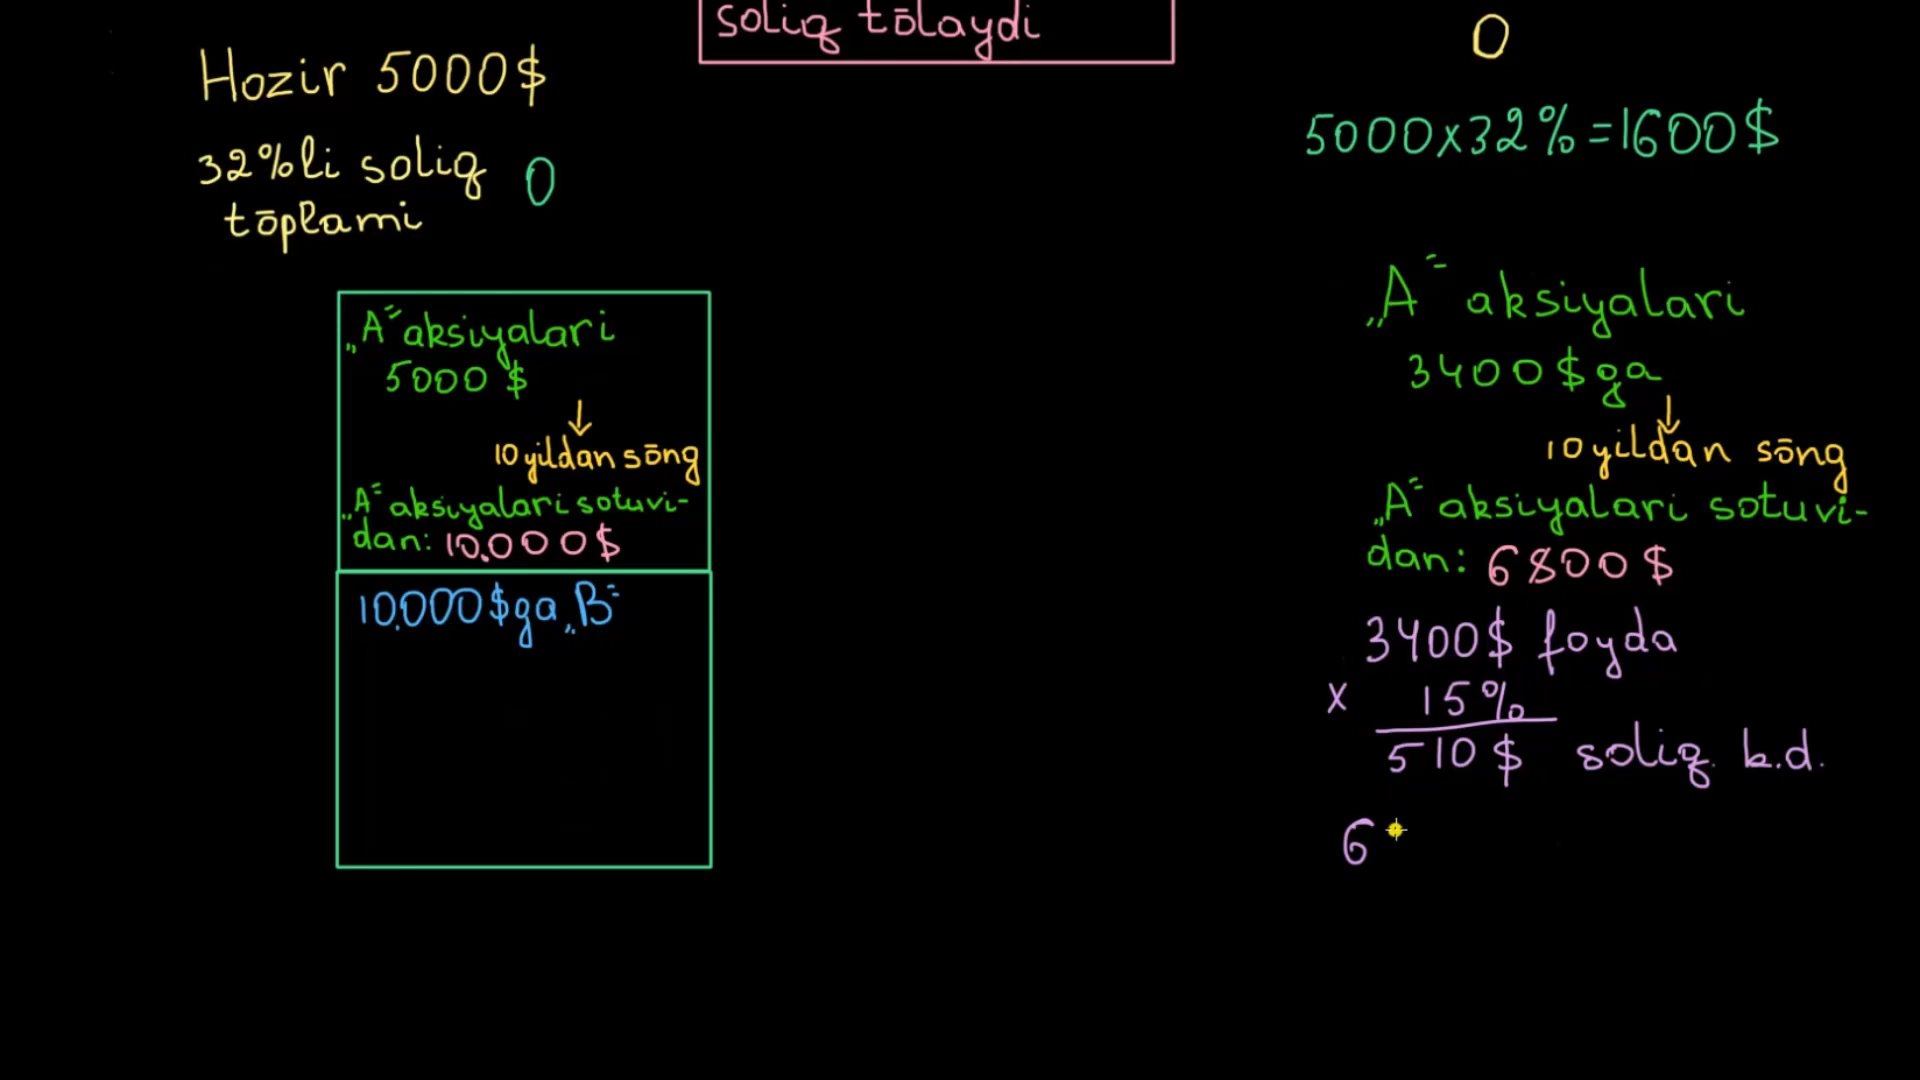 soliq tōlaydi
Hozir 5000$
32%li soliq 0
tōplami
„A" aksiyalari
5000 $
↓
10 yildan sōng
„A" aksiyalari sotuvi-
dan: 10.000$
10.000$ga „B"
0
5000x32%=1600$
„A" aksiyalari
3400$ga
↓
10 yildan sōng
„A" aksiyalari sotuvi-
dan: 6800$
3400$ foyda
x 15%
510$ soliq b.d.
6